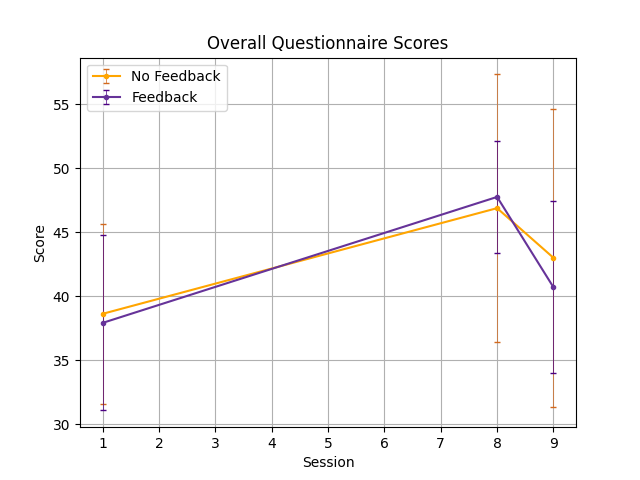 Overall Questionnaire Scores
No Feedback
Feedback
55
50
45
40
35
30
Score
1 2 3 4 5 6 7 8 9
Session